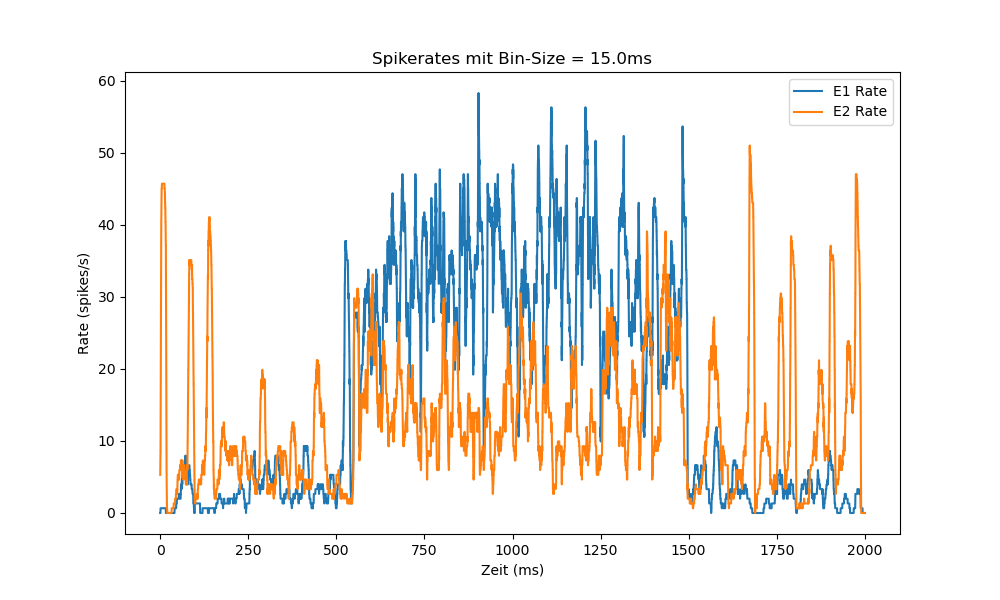 Spikerates mit Bin-Size = 15.0ms
E1 Rate
E2 Rate
60
50
40
30
20
10
0
Rate (spikes/s)
0 250 500 750 1000 1250 1500 1750 2000
Zeit (ms)